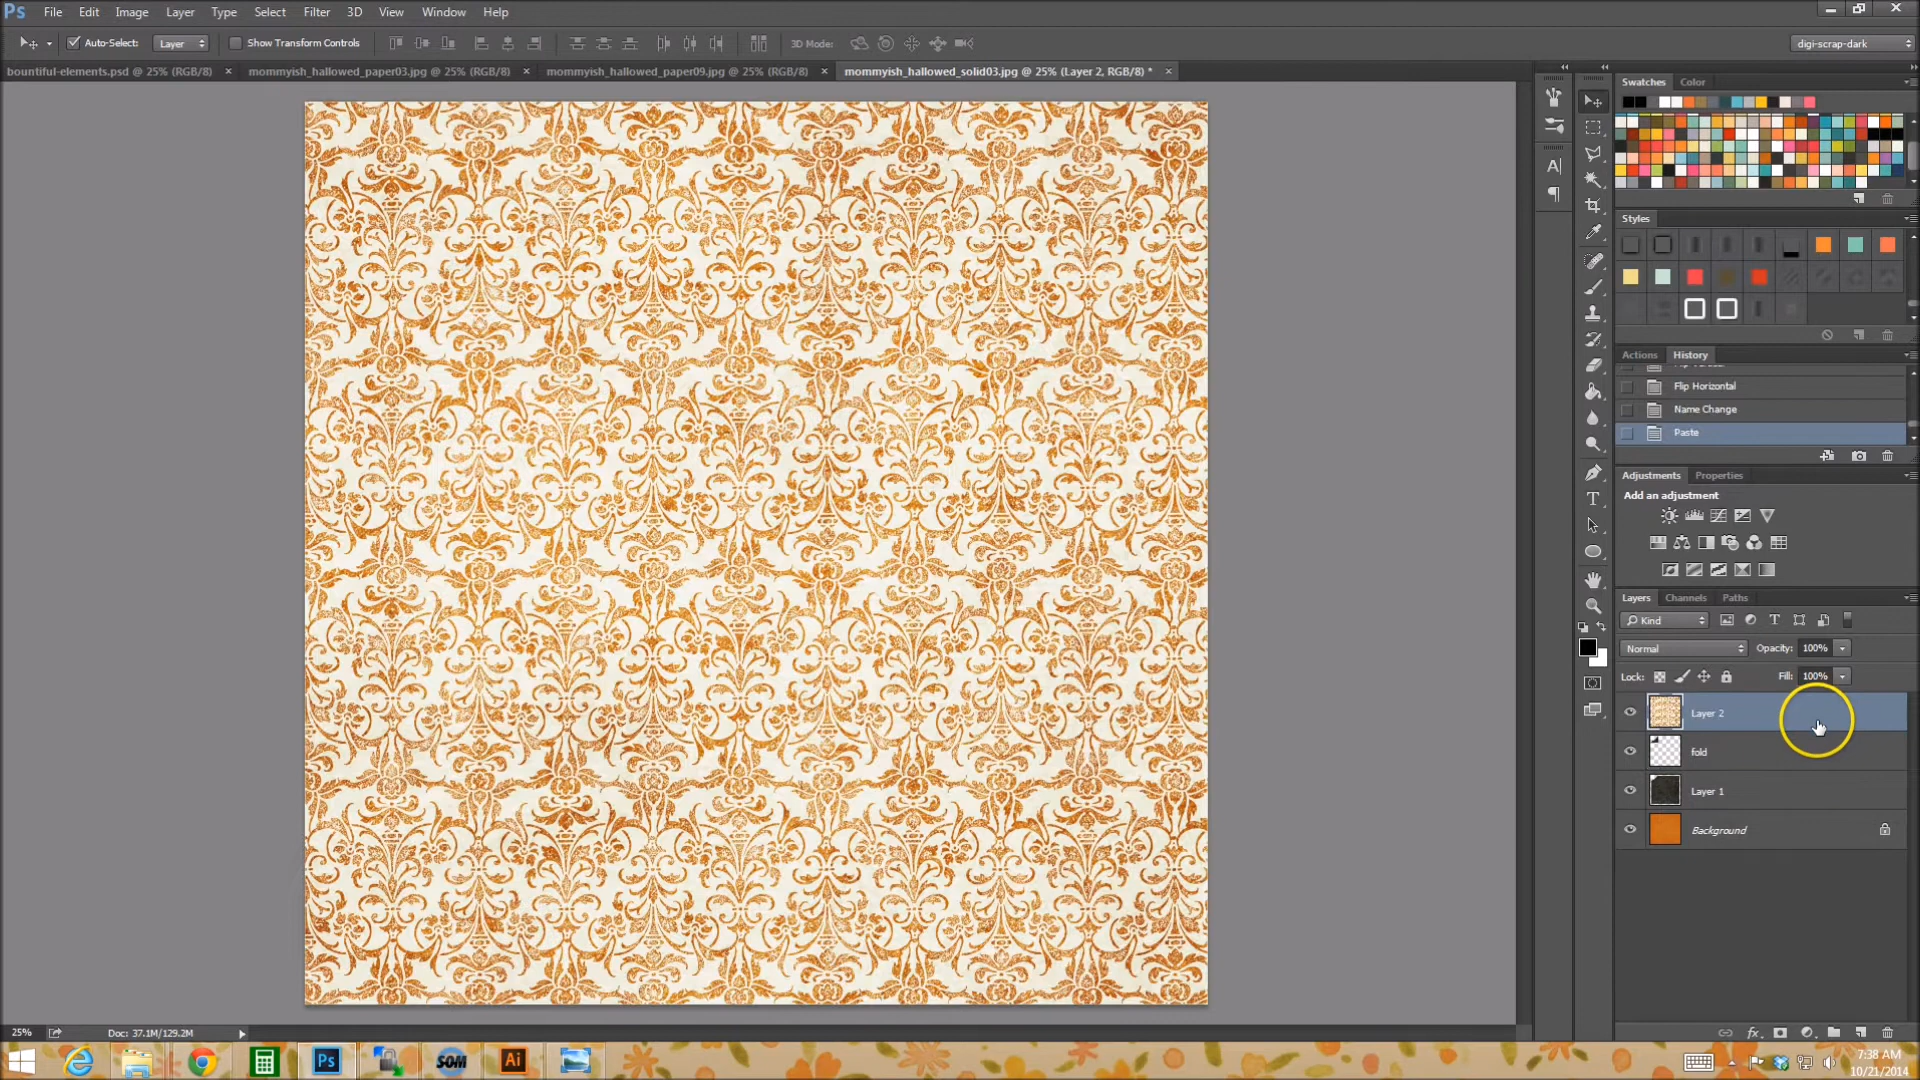 Ps File Edit Image Layer Type Select Filter 3D View Window Help
Auto-Select: Layer Show Transform Controls 3D Mode: digi-scrap-dark
bountiful-elements.psd @ 25% (RGB/8) × mommyish_hallowed_paper03.jpg @ 25% (RGB/8) × mommyish_hallowed_paper09.jpg @ 25% (RGB/8) × mommyish_hallowed_solid03.jpg @ 25% (Layer 2, RGB/8) * ×
Swatches Color
Styles
Actions History
Flip Horizontal
Name Change
Paste
Adjustments Properties
Add an adjustment
Layers Channels Paths
Kind
Normal Opacity: 100%
Lock: Fill: 100%
Layer 2
fold
Layer 1
Background
25% Doc: 37.1M/129.2M
fx
Ps SOM Ai
7:38 AM
10/21/2014